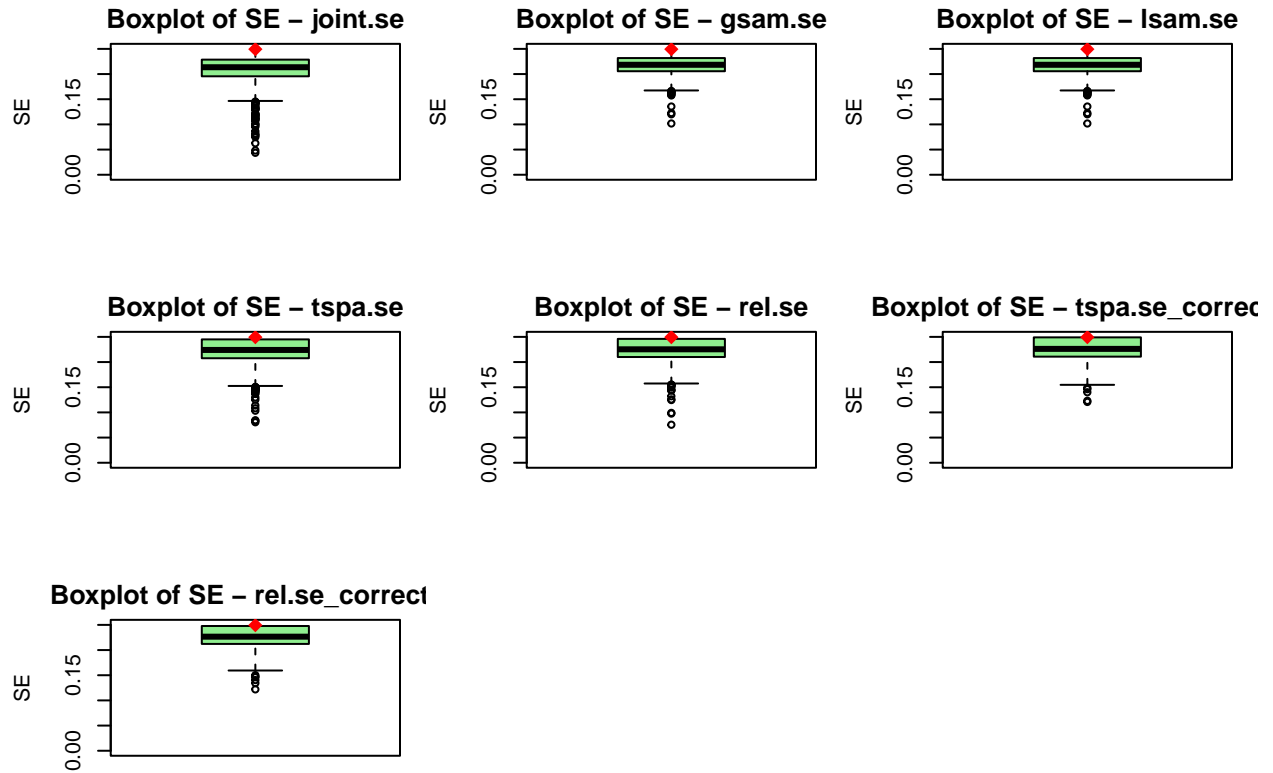 Boxplot of SE – joint.se
SE
0.15
0.00
Boxplot of SE – gsam.se
SE
0.15
0.00
Boxplot of SE – lsam.se
SE
0.15
0.00
Boxplot of SE – tspa.se
SE
0.15
0.00
Boxplot of SE – rel.se
SE
0.15
0.00
Boxplot of SE – tspa.se_correc
SE
0.15
0.00
Boxplot of SE – rel.se_correct
SE
0.15
0.00